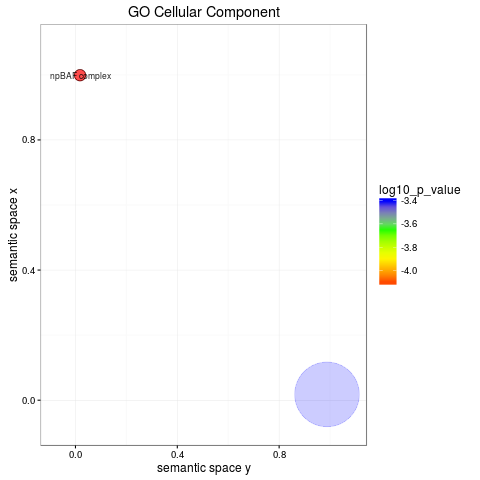 GO Cellular Component
npBAF complex
0.8
0.4
0.0
semantic space x
0.0
0.4
0.8
semantic space y
log10_p_value
-3.4
-3.6
-3.8
-4.0